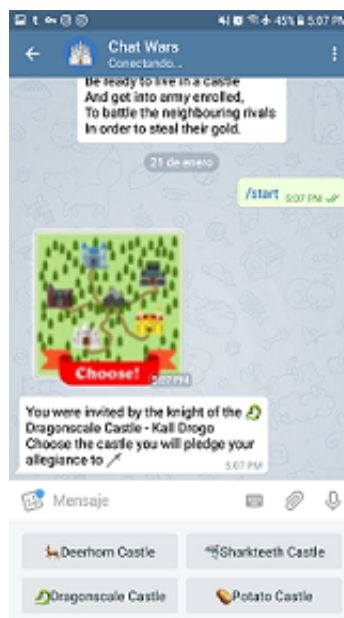 45% 5:07 PM
Chat Wars
Conectando...
Be ready to live in a castle
And get into army enrolled,
To battle the neighbouring rivals
In order to steal their gold.
21 de enero
/start 5:07 PM
Choose!
5:07 PM
You were invited by the knight of the
Dragonscale Castle - Kall Drogo
Choose the castle you will pledge your
allegiance to
5:07 PM
Mensaje
Deerhorn Castle
Sharkteeth Castle
Dragonscale Castle
Potato Castle